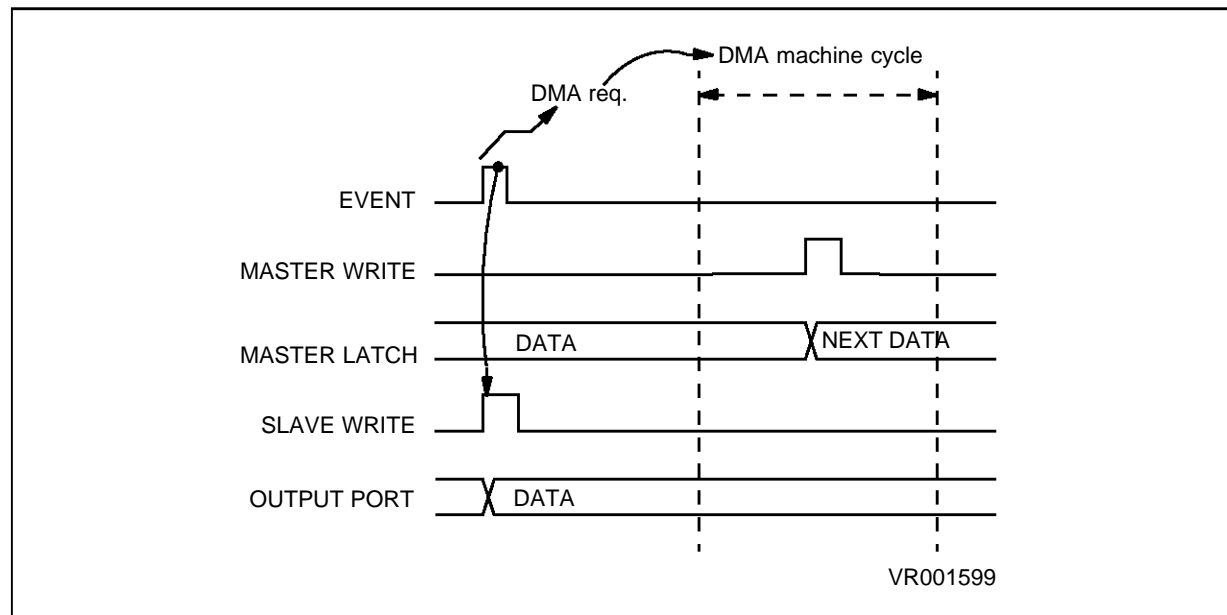 DMA machine cycle
DMA req.
EVENT
MASTER WRITE
MASTER LATCH DATA NEXT DATA
SLAVE WRITE
OUTPUT PORT DATA
VR001599